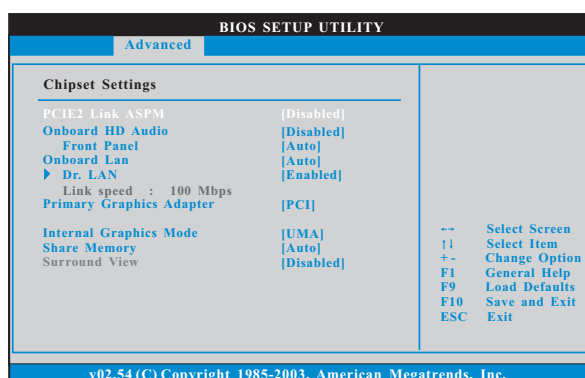 BIOS SETUP UTILITY
Advanced
Chipset Settings
PCIE2 Link ASPM [Disabled]
Onboard HD Audio [Disabled]
Front Panel [Auto]
Onboard Lan [Auto]
Dr. LAN [Enabled]
Link speed : 100 Mbps
Primary Graphics Adapter [PCI]
Internal Graphics Mode [UMA]
Share Memory [Auto]
Surround View [Disabled]
←→ Select Screen
↑↓ Select Item
+- Change Option
F1 General Help
F9 Load Defaults
F10 Save and Exit
ESC Exit
v02.54 (C) Copyright 1985-2003, American Megatrends, Inc.